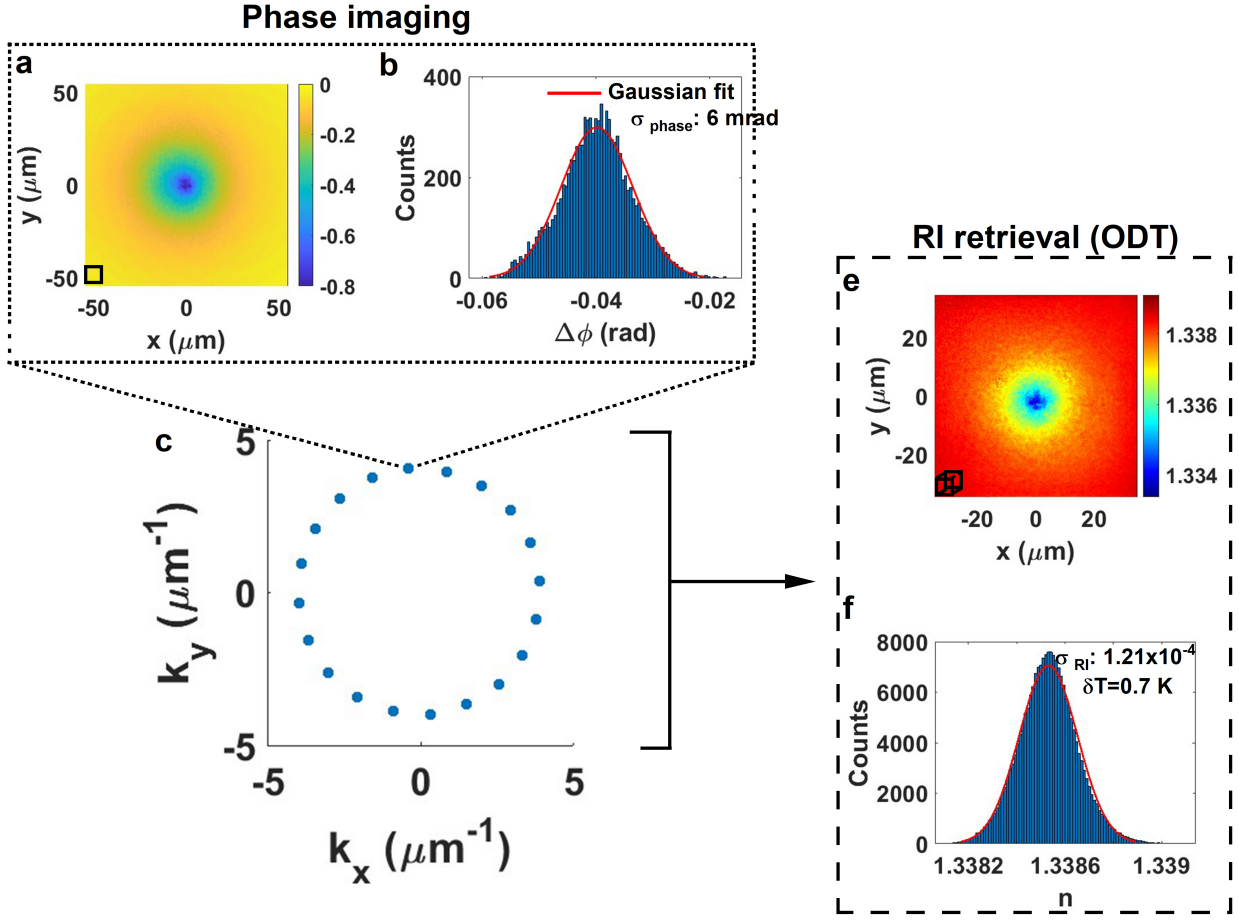 Phase imaging
a
50
0
-50
y (μm)
-50 0 50
x (μm)
0
-0.2
-0.4
-0.6
-0.8
b
400
200
0
Counts
Gaussian fit
σ phase: 6 mrad
-0.06 -0.04 -0.02
Δϕ (rad)
c
5
0
-5
k_y (μm^-1)
-5 0 5
k_x (μm^-1)
RI retrieval (ODT)
e
20
0
-20
y (μm)
-20 0 20
x (μm)
1.338
1.336
1.334
f
8000
6000
4000
2000
0
Counts
σ RI: 1.21x10^-4
δT=0.7 K
1.3382 1.3386 1.339
n